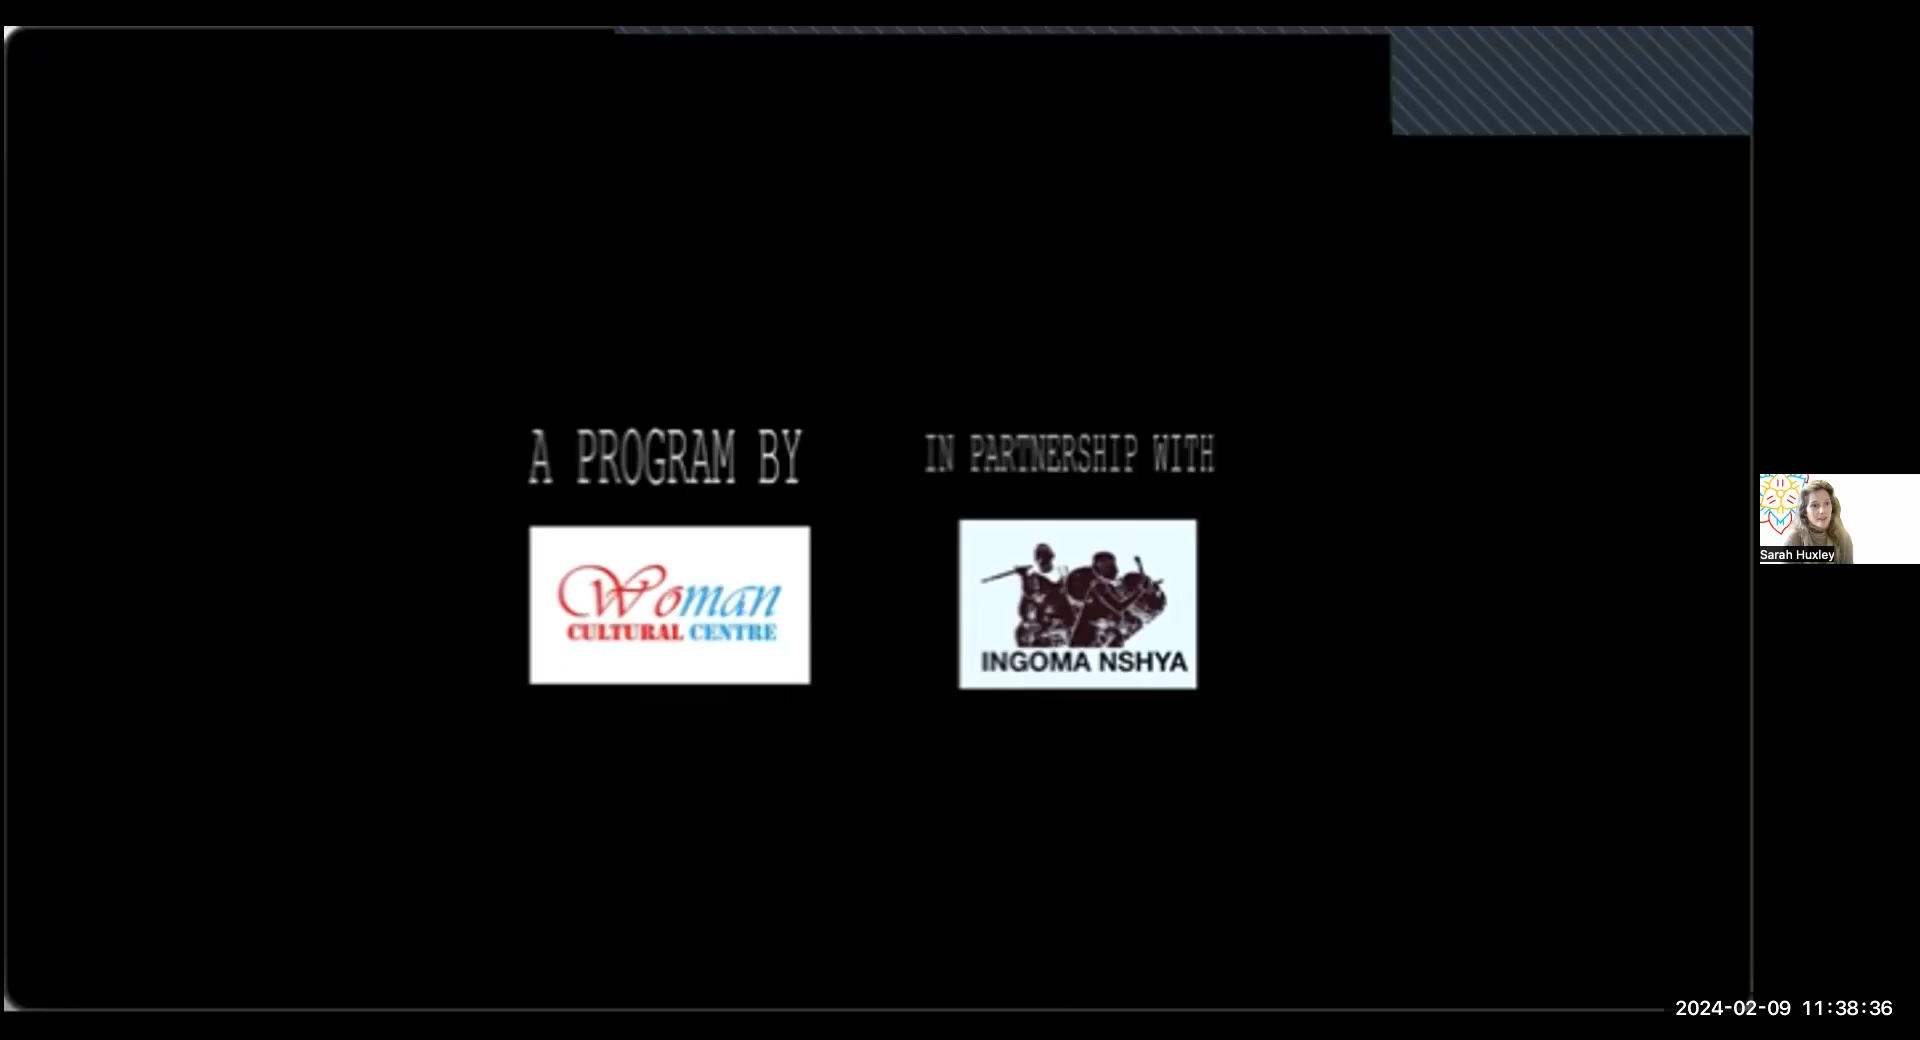 A PROGRAM BY
IN PARTNERSHIP WITH
Woman
CULTURAL CENTRE
INGOMA NSHYA
Sarah Huxley
2024-02-09 11:38:36